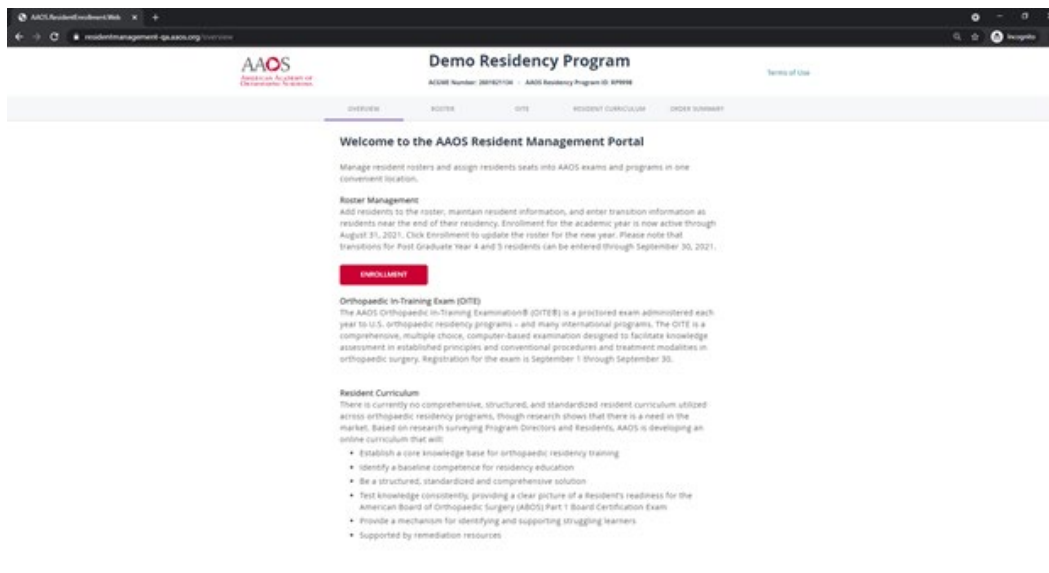 AAOS.ResidentEnrollment.Web
residentmanagement-qa.aaos.org/overview
Incognito
AAOS
AMERICAN ACADEMY OF
ORTHOPAEDIC SURGEONS
Demo Residency Program
ACGME Number: 2601921134 - AAOS Residency Program ID: RP9998
Terms of Use
OVERVIEW ROSTER OITE RESIDENT CURRICULUM ORDER SUMMARY
Welcome to the AAOS Resident Management Portal
Manage resident rosters and assign residents seats into AAOS exams and programs in one
convenient location.
Roster Management
Add residents to the roster, maintain resident information, and enter transition information as
residents near the end of their residency. Enrollment for the academic year is now active through
August 31, 2021. Click Enrollment to update the roster for the new year. Please note that
transitions for Post Graduate Year 4 and 5 residents can be entered through September 30, 2021.
ENROLLMENT
Orthopaedic In-Training Exam (OITE)
The AAOS Orthopaedic In-Training Examination® (OITE®) is a proctored exam administered each
year to U.S. orthopaedic residency programs – and many international programs. The OITE is a
comprehensive, multiple choice, computer-based examination designed to facilitate knowledge
assessment in established principles and conventional procedures and treatment modalities in
orthopaedic surgery. Registration for the exam is September 1 through September 30.
Resident Curriculum
There is currently no comprehensive, structured, and standardized resident curriculum utilized
across orthopaedic residency programs, though research shows that there is a need in the
market. Based on research surveying Program Directors and Residents, AAOS is developing an
online curriculum that will:
• Establish a core knowledge base for orthopaedic residency training
• Identify a baseline competence for residency education
• Be a structured, standardized and comprehensive solution
• Test knowledge consistently, providing a clear picture of a Resident's readiness for the
American Board of Orthopaedic Surgery (ABOS) Part 1 Board Certification Exam
• Provide a mechanism for identifying and supporting struggling learners
• Supported by remediation resources